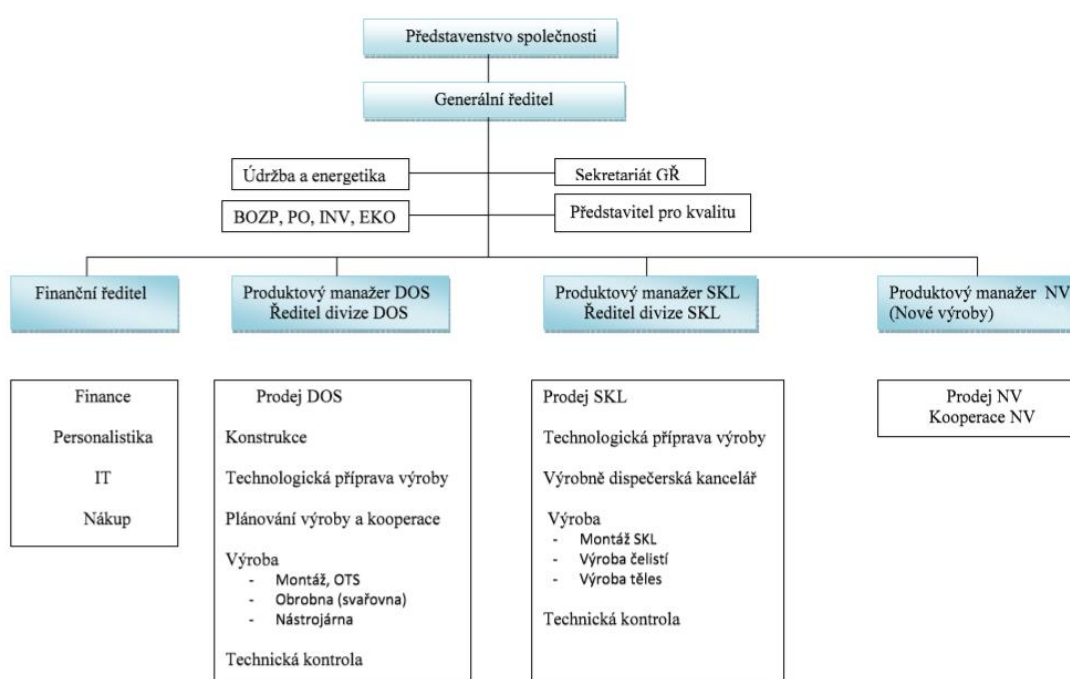 Představenstvo společnosti
Generální ředitel
Údržba a energetika
Sekretariát GŘ
BOZP, PO, INV, EKO
Představitel pro kvalitu
Finanční ředitel
Produktový manažer DOS
Ředitel divize DOS
Produktový manažer SKL
Ředitel divize SKL
Produktový manažer NV
(Nové výroby)
Finance
Personalistika
IT
Nákup
Prodej DOS
Konstrukce
Technologická příprava výroby
Plánování výroby a kooperace
Výroba
- Montáž, OTS
- Obrobna (svařovna)
- Nástrojárna
Technická kontrola
Prodej SKL
Technologická příprava výroby
Výrobně dispečerská kancelář
Výroba
- Montáž SKL
- Výroba čelistí
- Výroba těles
Technická kontrola
Prodej NV
Kooperace NV